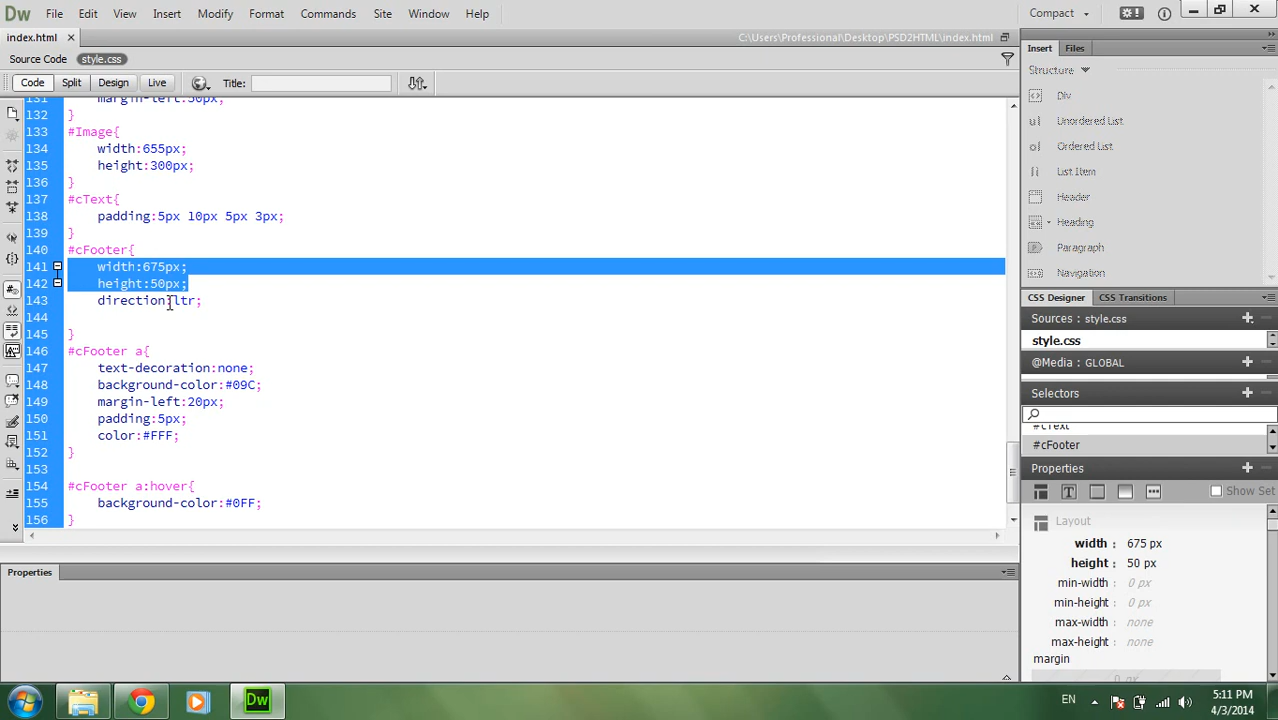 Dw File Edit View Insert Modify Format Commands Site Window Help Compact
index.html C:\Users\Professional\Desktop\PSD2HTML\index.html
Source Code style.css
Code Split Design Live Title:
131 margin-left:50px;
132 }
133 #Image{
134 width:655px;
135 height:300px;
136 }
137 #cText{
138 padding:5px 10px 5px 3px;
139 }
140 #cFooter{
141 width:675px;
142 height:50px;
143 direction:ltr;
144
145 }
146 #cFooter a{
147 text-decoration:none;
148 background-color:#09C;
149 margin-left:20px;
150 padding:5px;
151 color:#FFF;
152 }
153
154 #cFooter a:hover{
155 background-color:#0FF;
156 }
Properties
Insert Files
Structure
Div
Unordered List
Ordered List
List Item
Header
Heading
Paragraph
Navigation
CSS Designer CSS Transitions
Sources : style.css
style.css
@Media : GLOBAL
Selectors
#cText
#cFooter
Properties
Show Set
Layout
width : 675 px
height : 50 px
min-width : 0 px
min-height : 0 px
max-width : none
max-height : none
margin
0 px
Dw EN 5:11 PM
4/3/2014